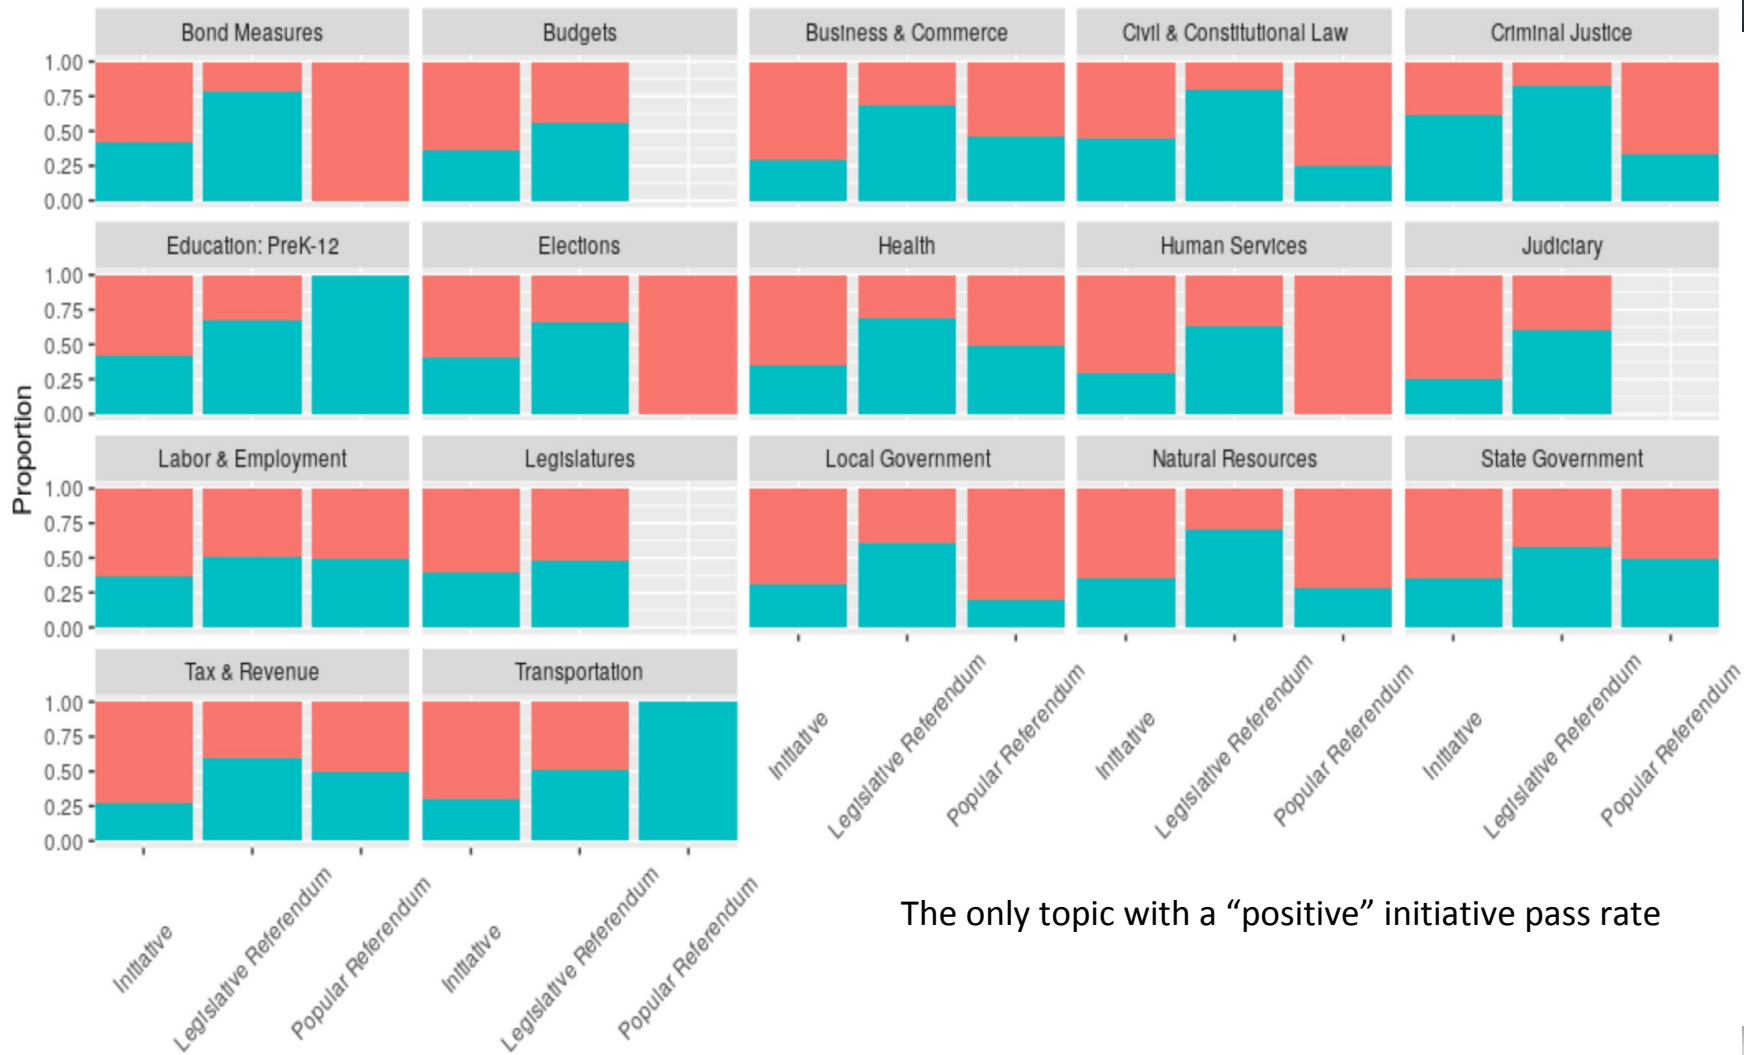 Bond Measures
Budgets
Business & Commerce
Civil & Constitutional Law
Criminal Justice
1.00
0.75
0.50
0.25
0.00
Education: PreK-12
Elections
Health
Human Services
Judiciary
1.00
0.75
0.50
0.25
0.00
Proportion
Labor & Employment
Legislatures
Local Government
Natural Resources
State Government
1.00
0.75
0.50
0.25
0.00
Tax & Revenue
Transportation
1.00
0.75
0.50
0.25
0.00
Initiative
Legislative Referendum
Popular Referendum
Initiative
Legislative Referendum
Popular Referendum
Initiative
Legislative Referendum
Popular Referendum
Initiative
Legislative Referendum
Popular Referendum
Initiative
Legislative Referendum
Popular Referendum
The only topic with a “positive” initiative pass rate